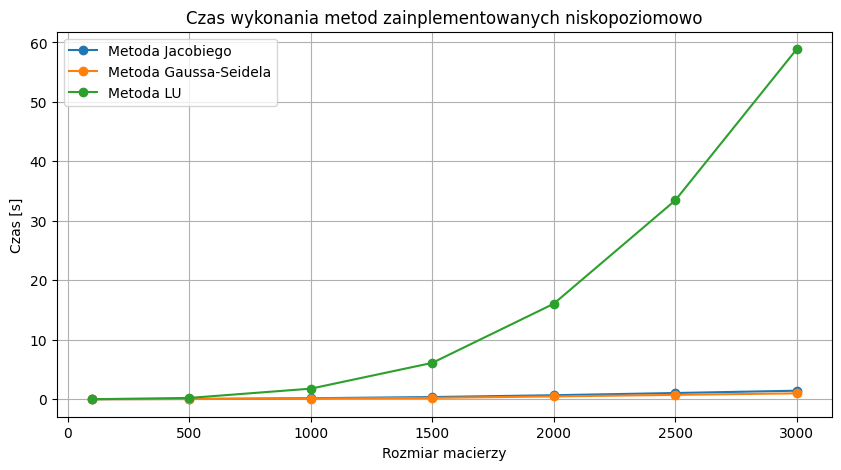 Czas wykonania metod zainplementowanych niskopoziomowo
Metoda Jacobiego
Metoda Gaussa-Seidela
Metoda LU
60
50
40
30
20
10
0
Czas [s]
0 500 1000 1500 2000 2500 3000
Rozmiar macierzy